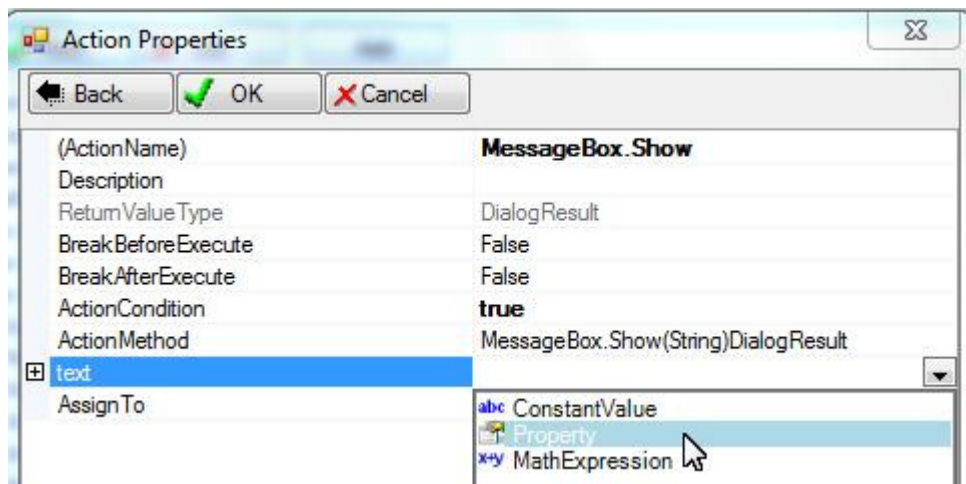 Action Properties
Back OK Cancel
(ActionName) MessageBox.Show
Description
ReturnValueType DialogResult
BreakBeforeExecute False
BreakAfterExecute False
ActionCondition true
ActionMethod MessageBox.Show(String)DialogResult
text
AssignTo
abc ConstantValue
Property
x+y MathExpression